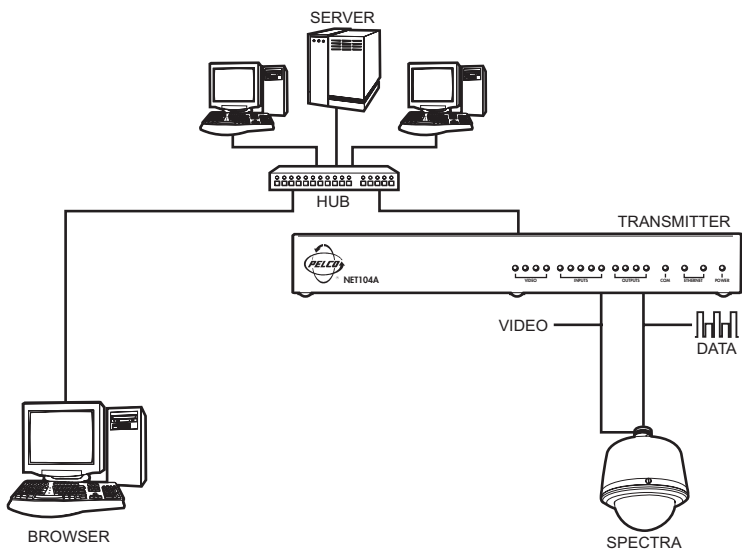 SERVER
HUB
TRANSMITTER
PELCO
NET104A
VIDEO
INPUTS
OUTPUTS
COM
ETHERNET
POWER
VIDEO
DATA
BROWSER
SPECTRA